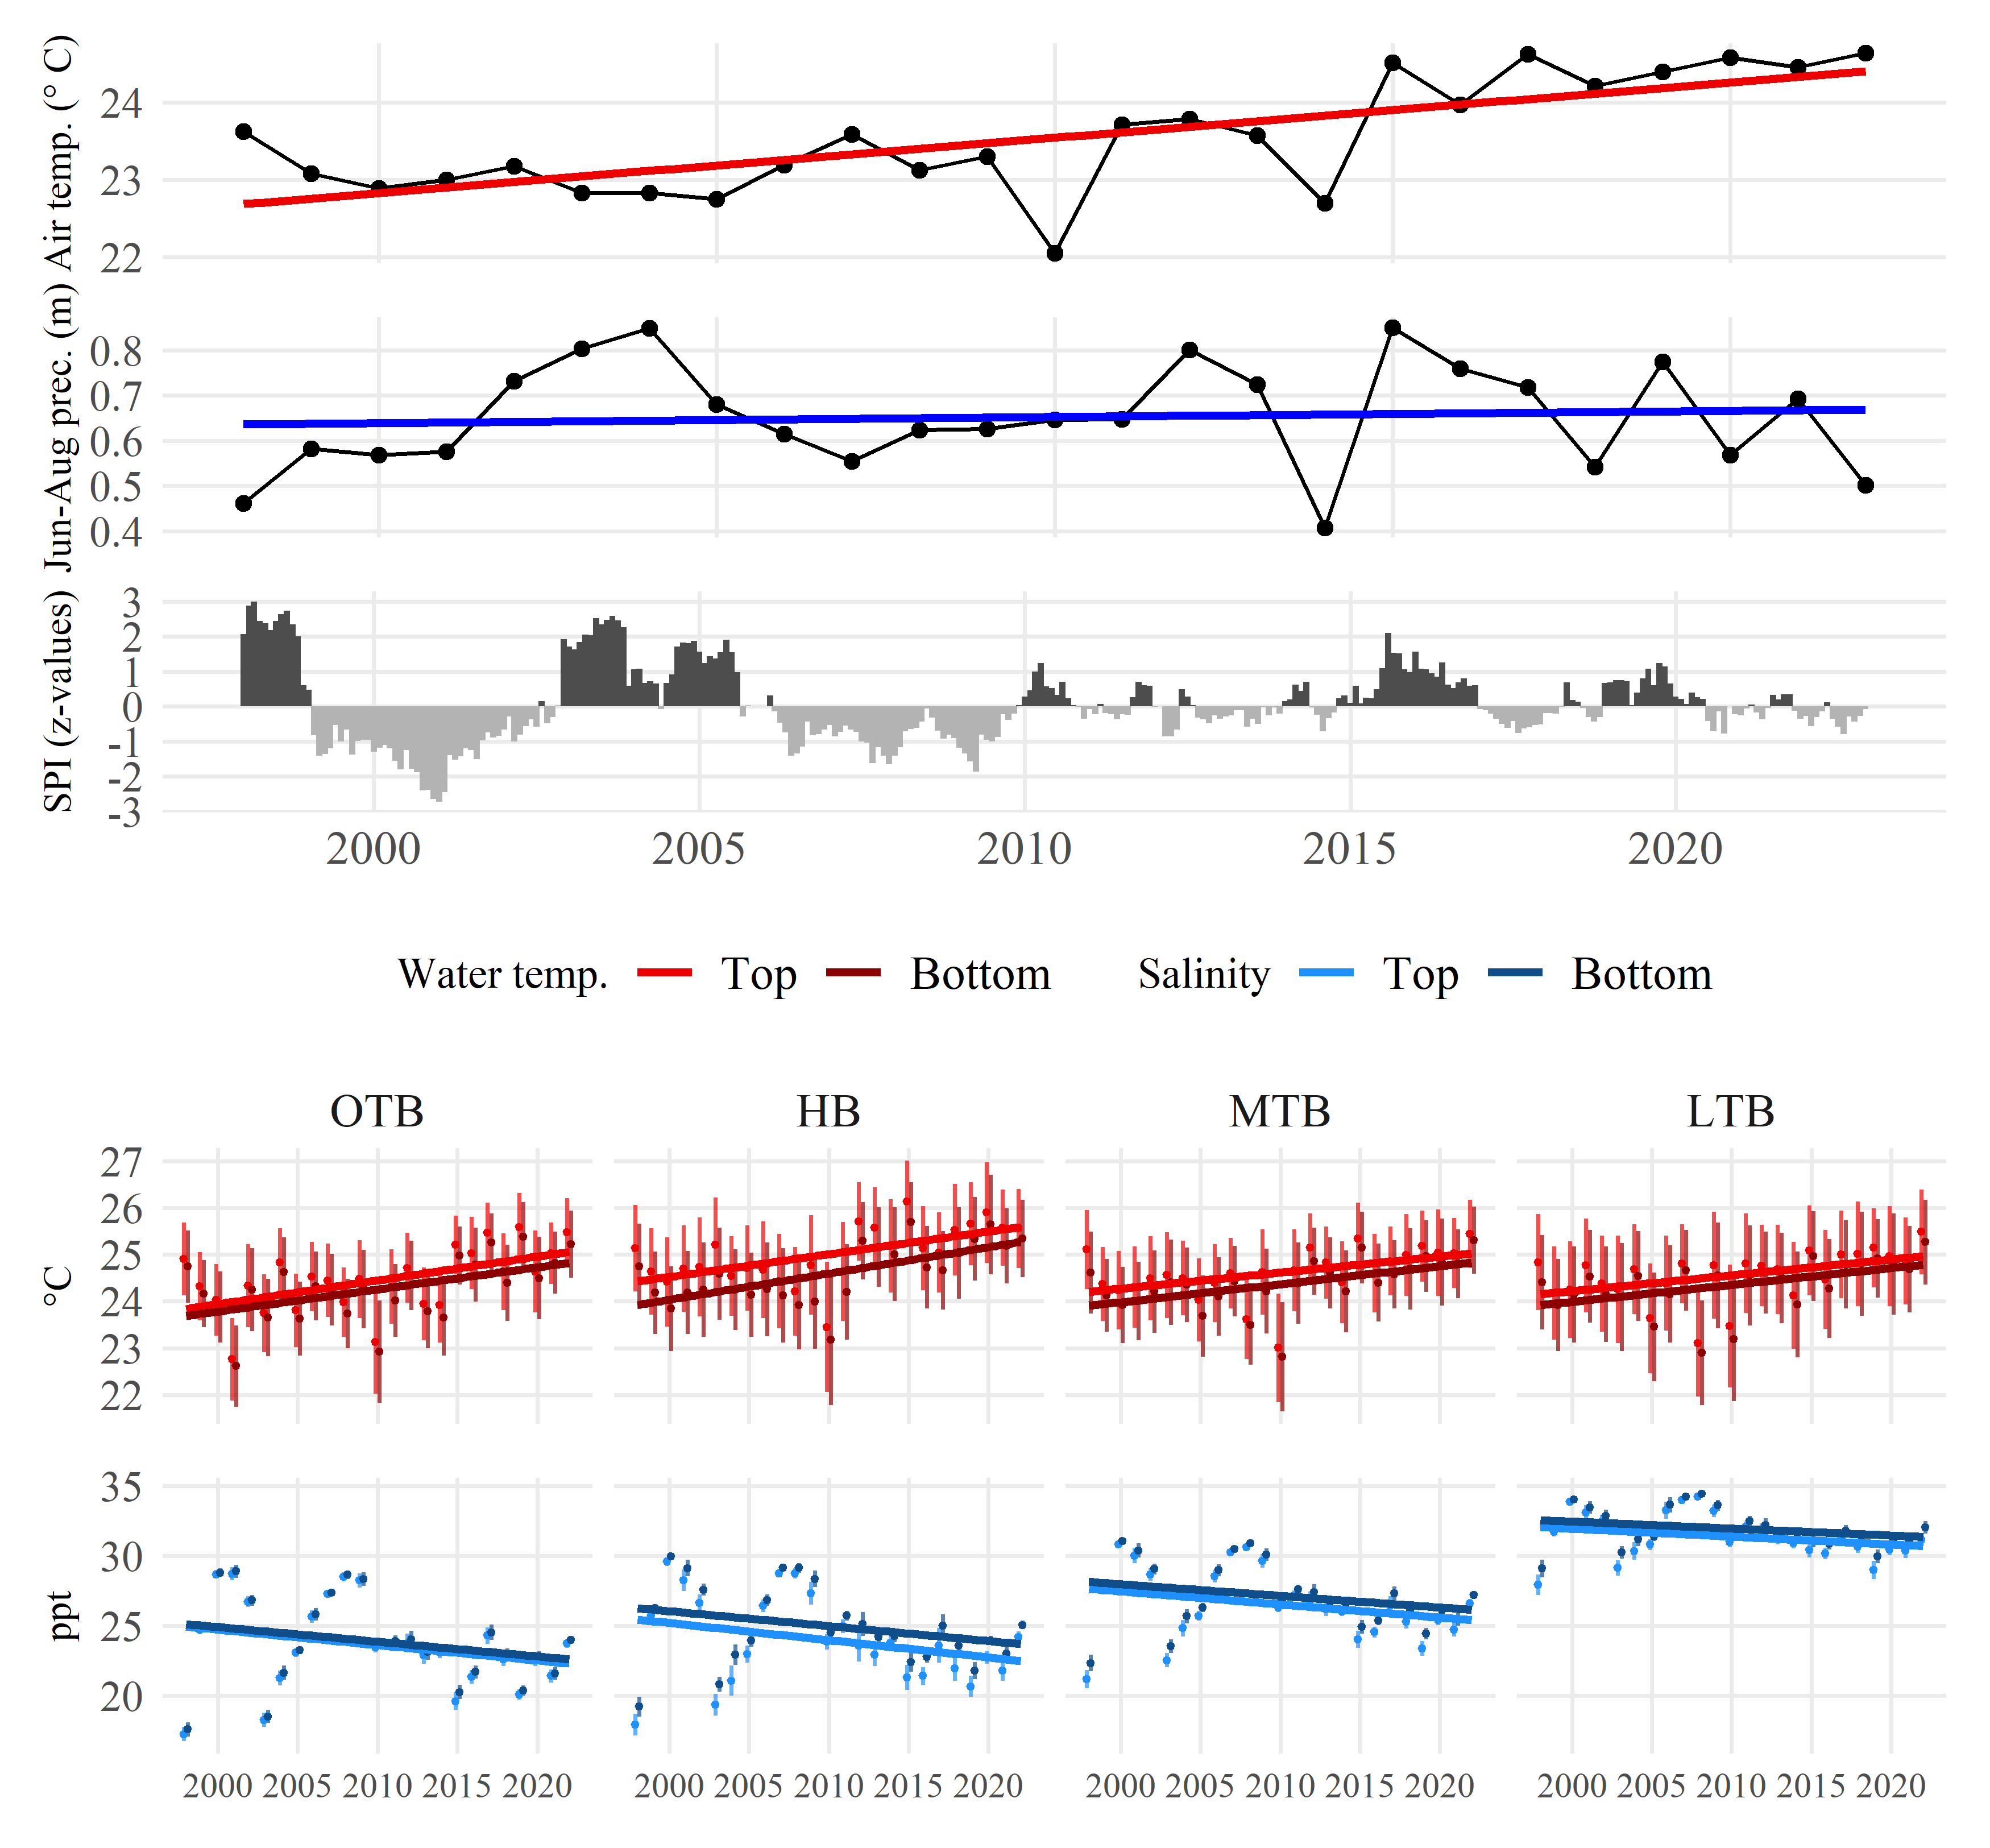 Air temp. (° C)
24
23
22
Jun-Aug prec. (m)
0.8
0.7
0.6
0.5
0.4
SPI (z-values)
3
2
1
0
-1
-2
-3
2000 2005 2010 2015 2020
Water temp. Top Bottom Salinity Top Bottom
OTB HB MTB LTB
°C
27
26
25
24
23
22
ppt
35
30
25
20
2000 2005 2010 2015 2020 2000 2005 2010 2015 2020 2000 2005 2010 2015 2020 2000 2005 2010 2015 2020